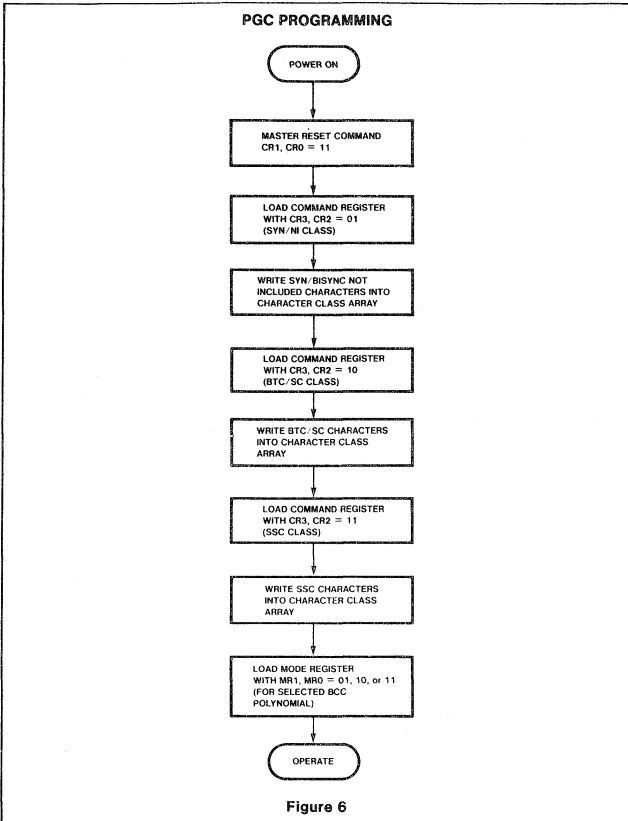 PGC PROGRAMMING
POWER ON
MASTER RESET COMMAND
CR1, CR0 = 11
LOAD COMMAND REGISTER
WITH CR3, CR2 = 01
(SYN/NI CLASS)
WRITE SYN/BISYNC NOT
INCLUDED CHARACTERS INTO
CHARACTER CLASS ARRAY
LOAD COMMAND REGISTER
WITH CR3, CR2 = 10
(BTC/SC CLASS)
WRITE BTC/SC CHARACTERS
INTO CHARACTER CLASS
ARRAY
LOAD COMMAND REGISTER
WITH CR3, CR2 = 11
(SSC CLASS)
WRITE SSC CHARACTERS
INTO CHARACTER CLASS
ARRAY
LOAD MODE REGISTER
WITH MR1, MR0 = 01, 10, or 11
(FOR SELECTED BCC
POLYNOMIAL)
OPERATE
Figure 6